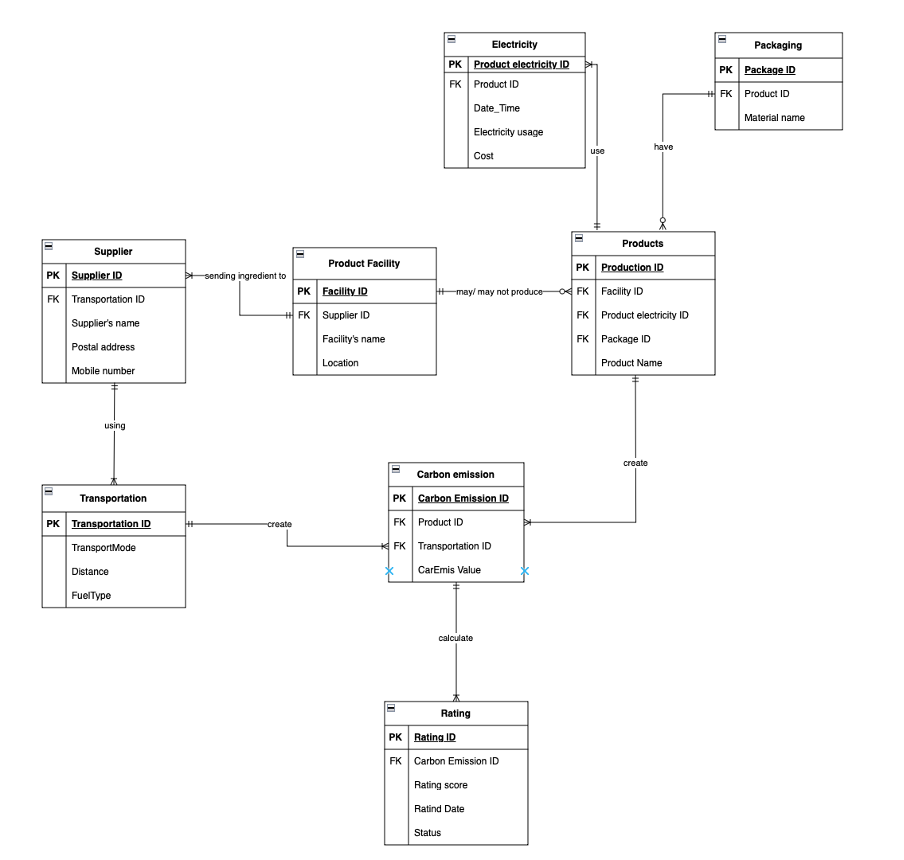 Electricity
PK Product electricity ID
FK Product ID
Date_Time
Electricity usage
Cost
Packaging
PK Package ID
FK Product ID
Material name
use
have
Supplier
PK Supplier ID
FK Transportation ID
Supplier's name
Postal address
Mobile number
sending ingredient to
Product Facility
PK Facility ID
FK Supplier ID
Facility's name
Location
may/ may not produce
Products
PK Production ID
FK Facility ID
FK Product electricity ID
FK Package ID
Product Name
using
create
Transportation
PK Transportation ID
TransportMode
Distance
FuelType
create
Carbon emission
PK Carbon Emission ID
FK Product ID
FK Transportation ID
CarEmis Value
calculate
Rating
PK Rating ID
FK Carbon Emission ID
Rating score
Ratind Date
Status